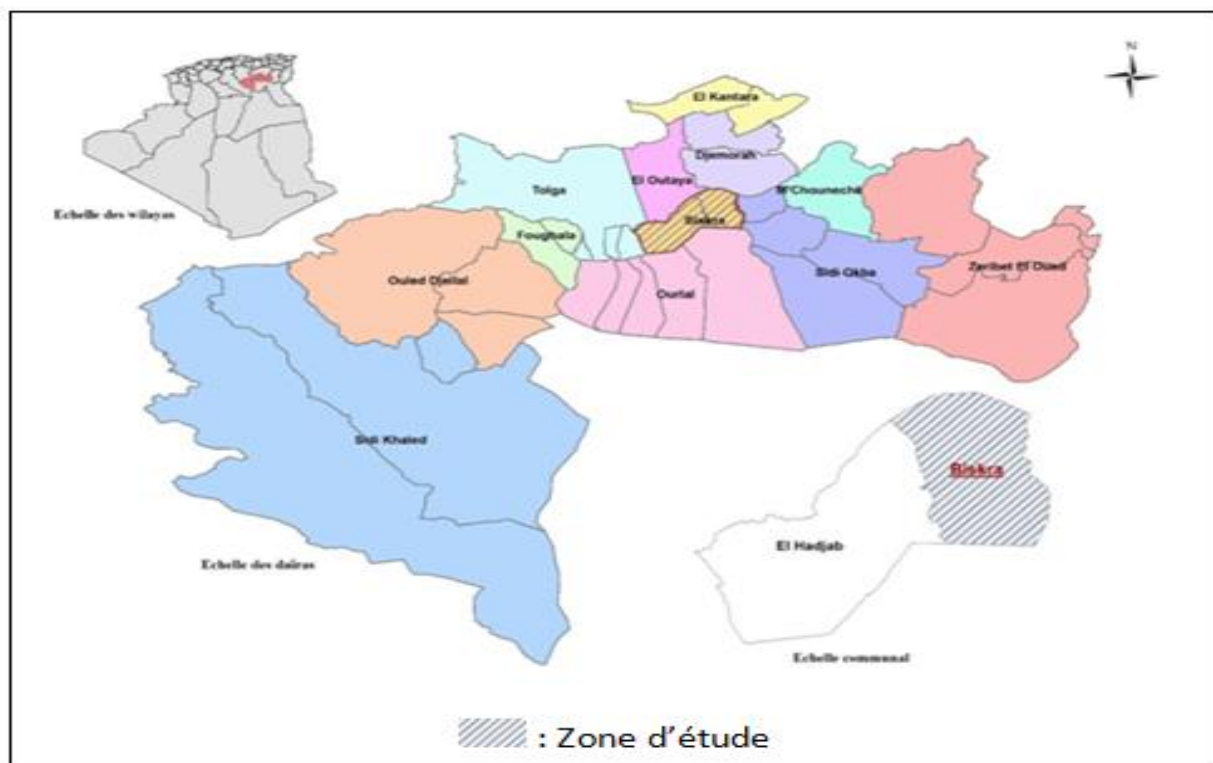 N
El Kantara
Djemorah
El Outaya
M'Chouneche
Tolga
Biskra
Echelle des wilayas
Foughala
Ouled Djellal
Sidi Okba
Zeribet El Oued
Ourlal
Sidi Khaled
Biskra
El Hadjab
Echelle des daïras
Echelle communal
: Zone d'étude